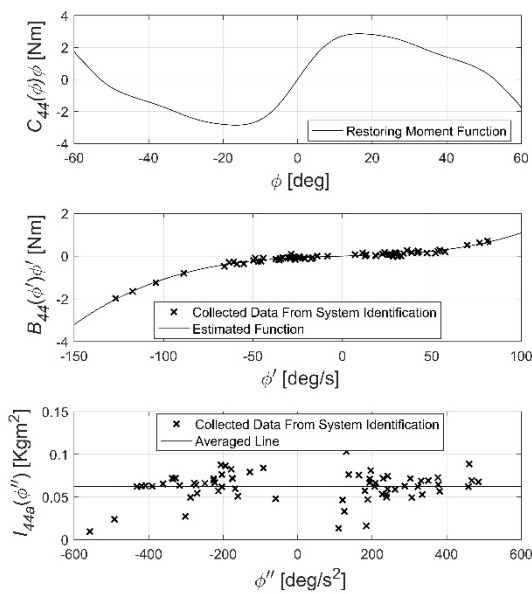 4
2
0
-2
-4
-60 -40 -20 0 20 40 60
C44(ϕ)ϕ [Nm]
Restoring Moment Function
ϕ [deg]
2
0
-2
-4
-150 -100 -50 0 50 100
B44(ϕ')ϕ' [Nm]
Collected Data From System Identification
Estimated Function
ϕ' [deg/s]
0.15
0.1
0.05
0
-600 -400 -200 0 200 400 600
I44a(ϕ'') [Kgm²]
Collected Data From System Identification
Averaged Line
ϕ'' [deg/s²]